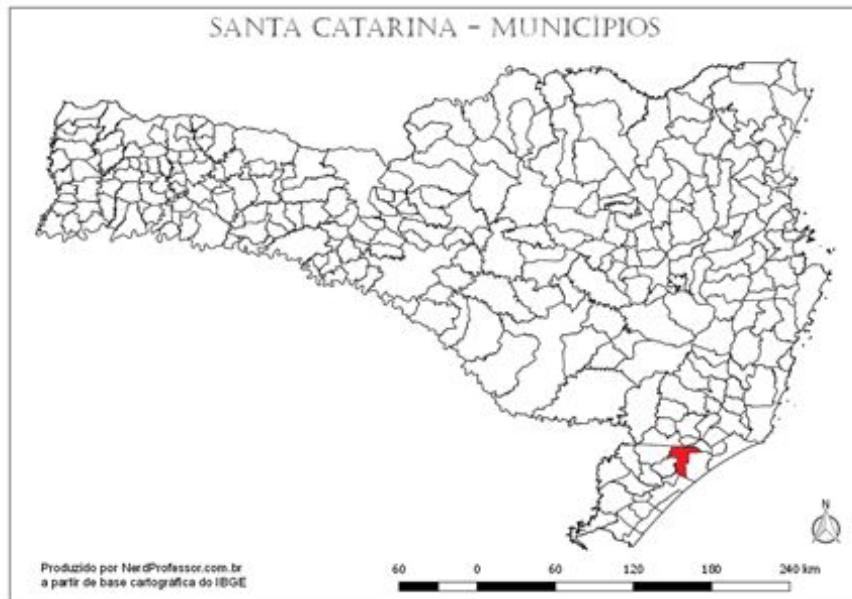 SANTA CATARINA - MUNICÍPIOS
N
Produzido por NerdProfessor.com.br
a partir de base cartográfica do IBGE
60 0 60 120 180 240 km